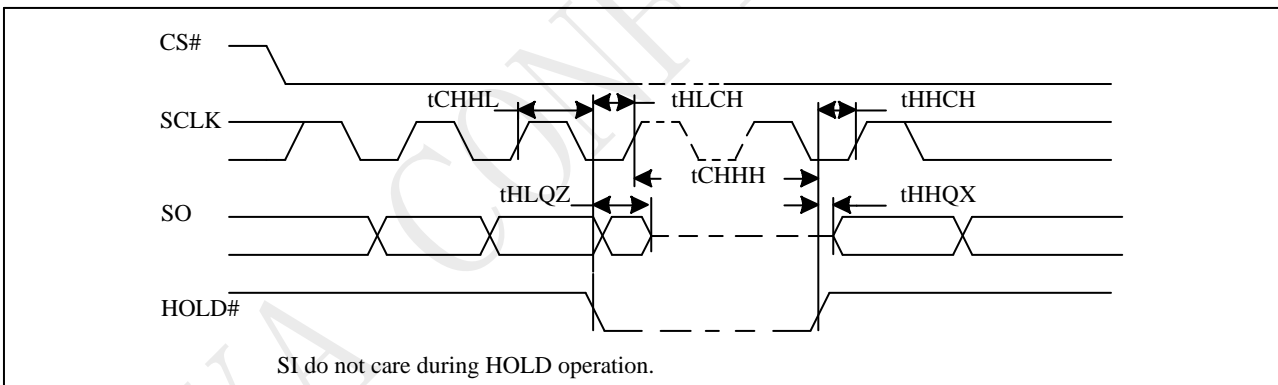 CS#
tCHHL
tHLCH
tHHCH
SCLK
tCHHH
tHLQZ
tHHQX
SO
HOLD#
SI do not care during HOLD operation.